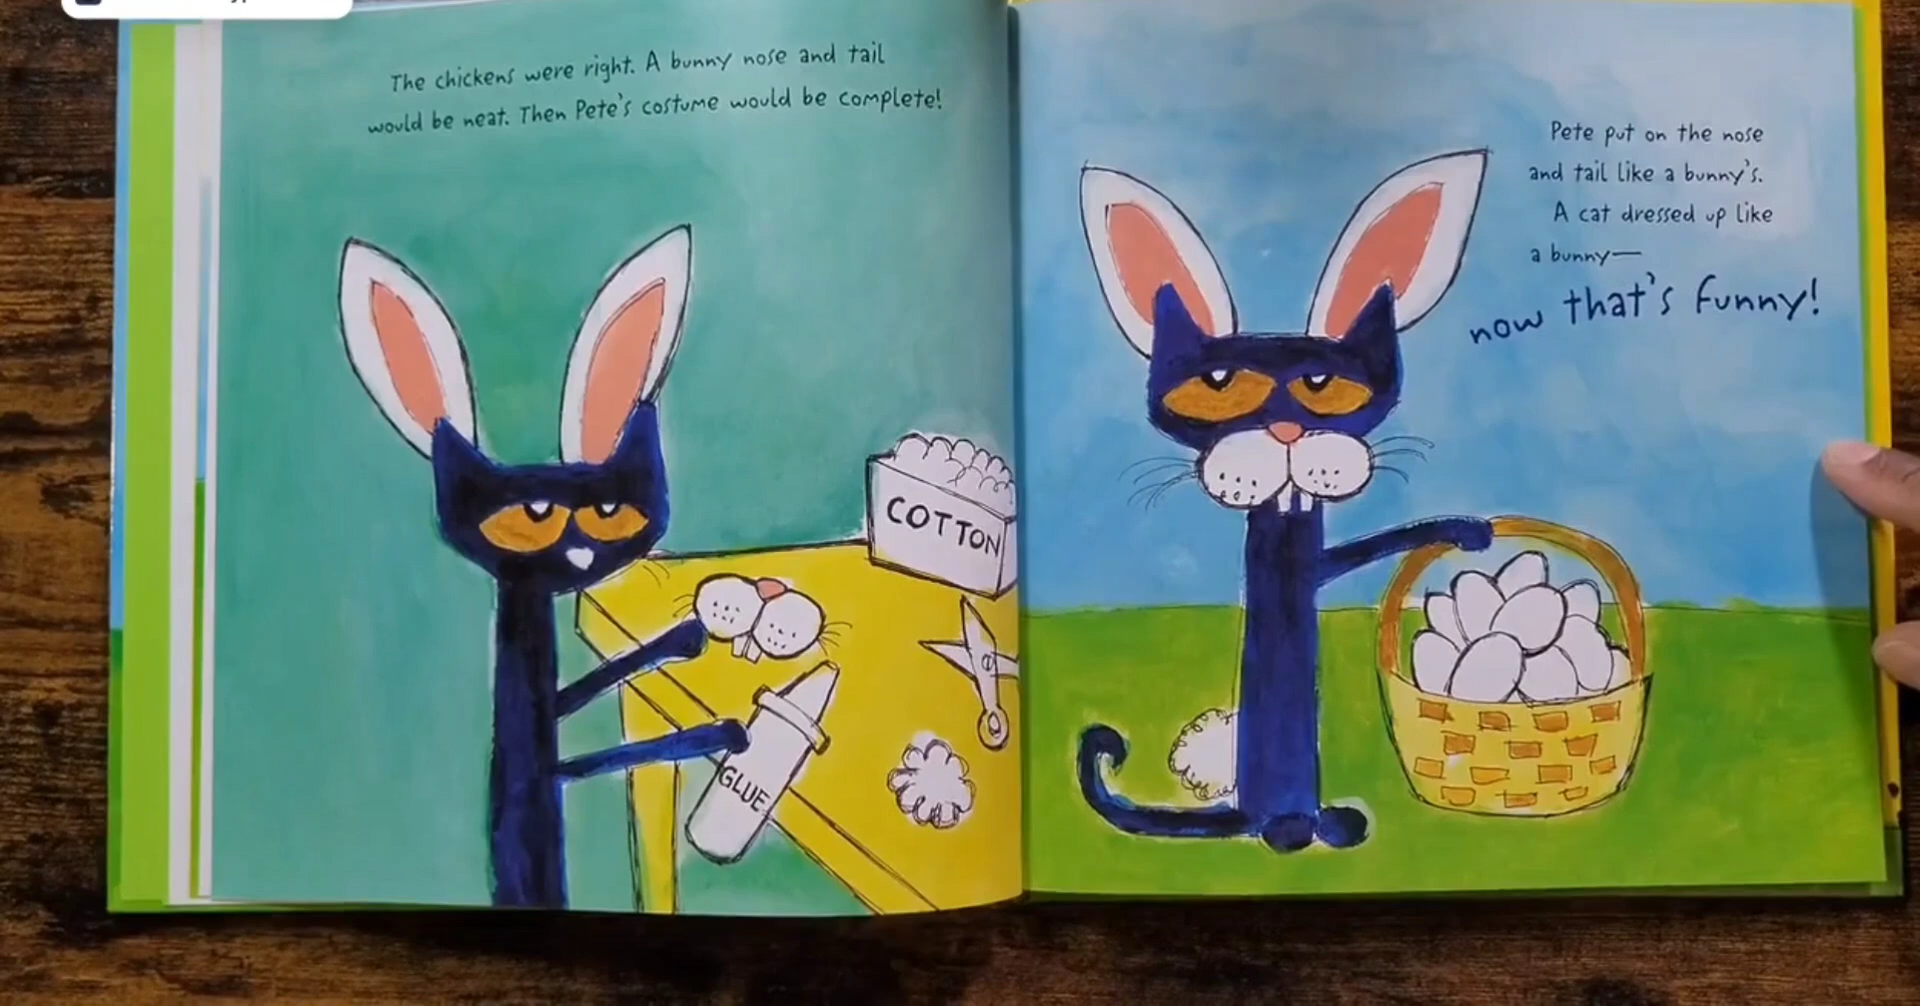 The chickens were right. A bunny nose and tail
would be neat. Then Pete's costume would be complete!
COTTON
GLUE
Pete put on the nose
and tail like a bunny's.
A cat dressed up like
a bunny—
now that's funny!